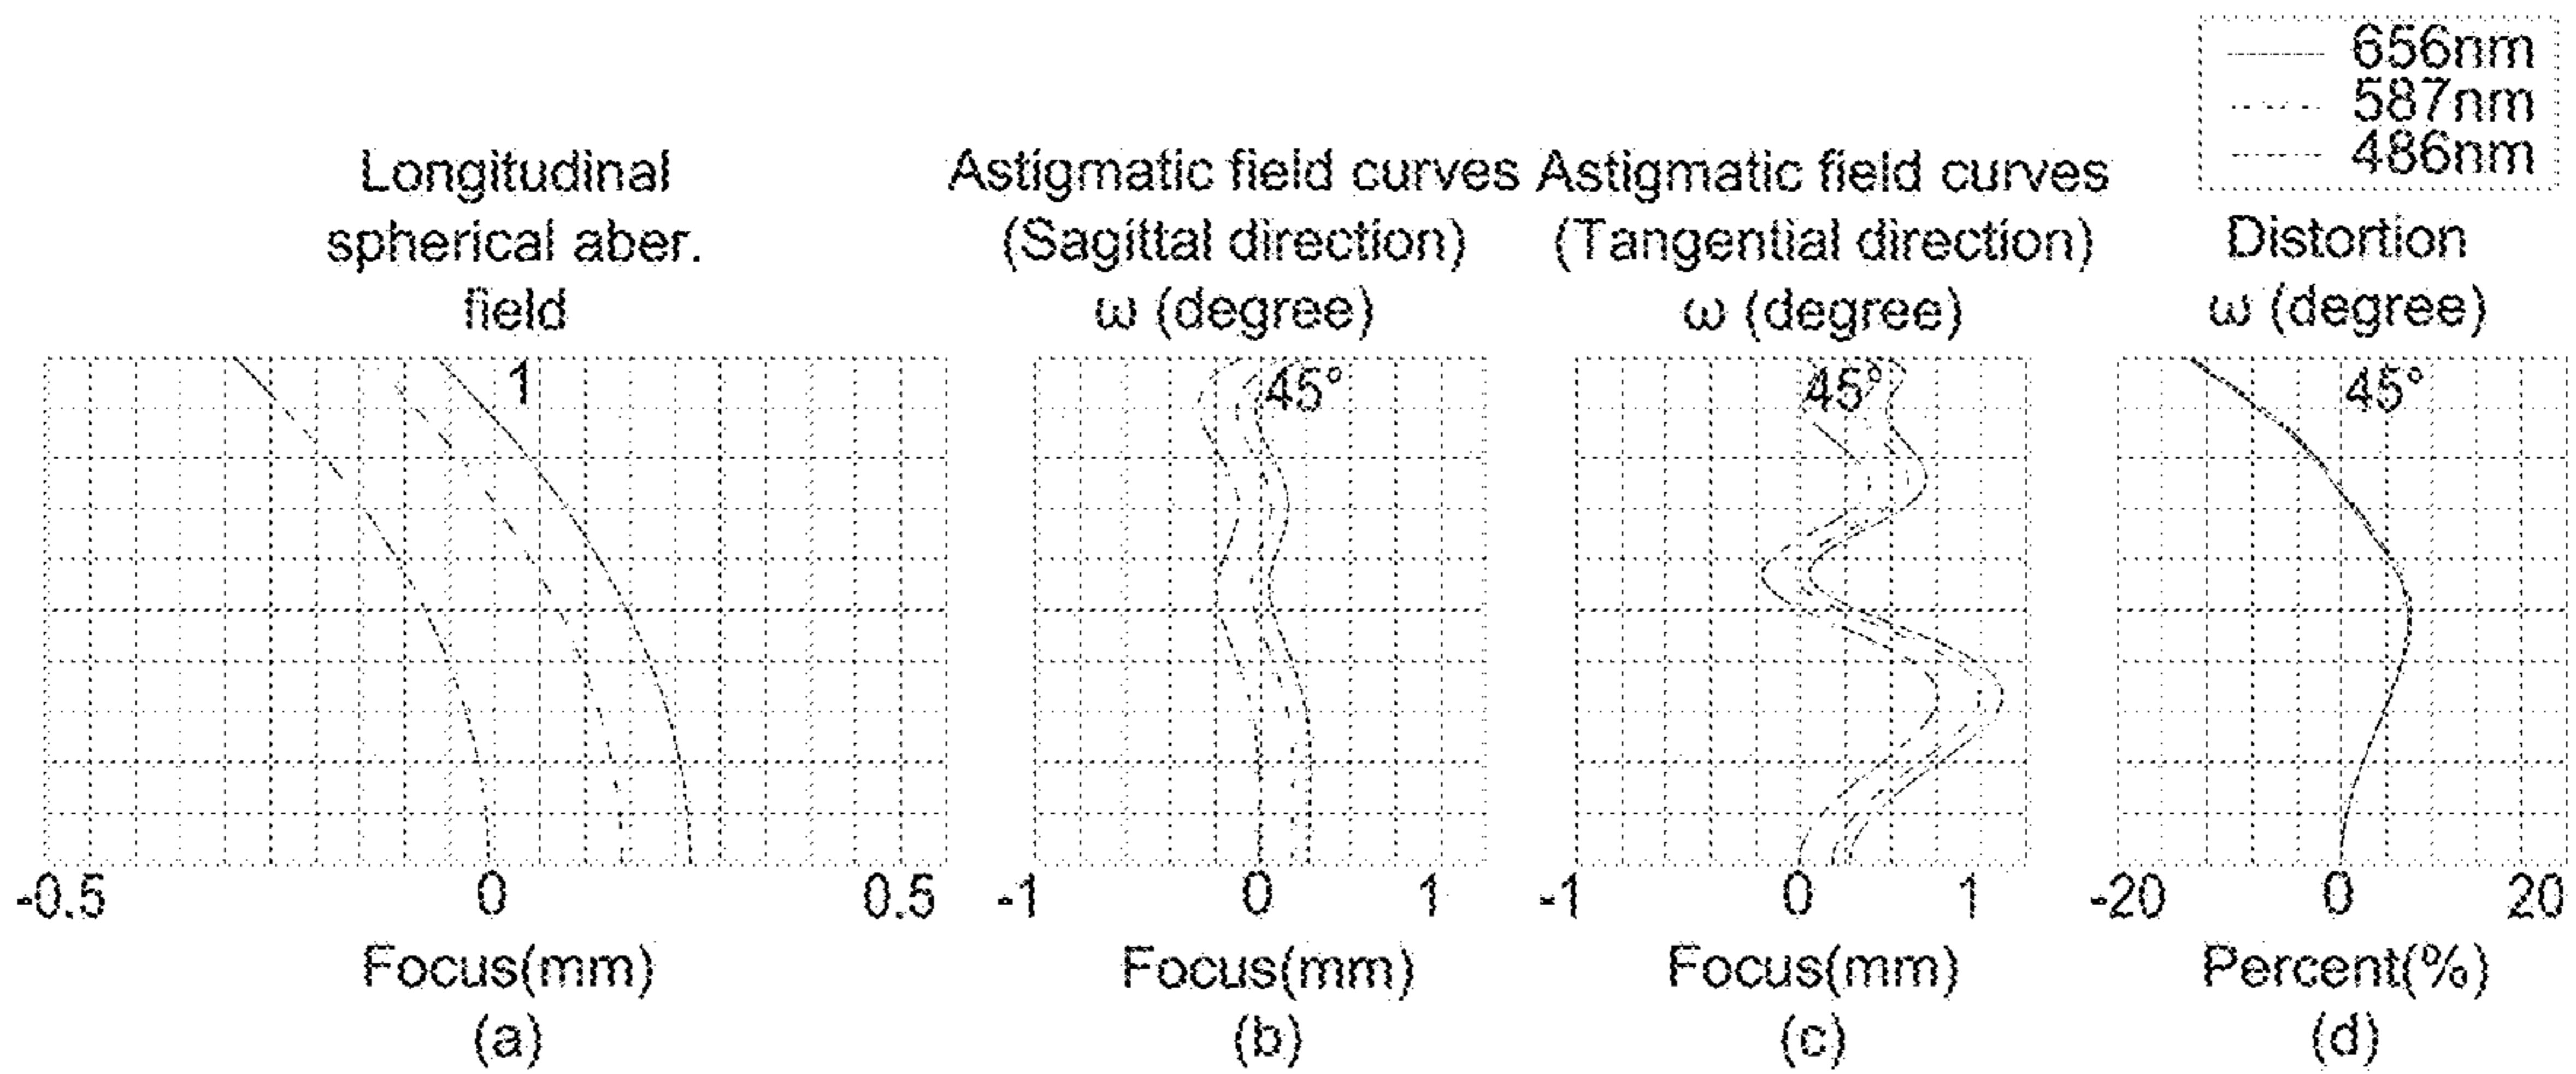 656nm
587nm
486nm
Longitudinal
spherical aber.
field
Astigmatic field curves
(Sagittal direction)
ω (degree)
Astigmatic field curves
(Tangential direction)
ω (degree)
Distortion
ω (degree)
1
45°
45°
45°
-0.5 0 0.5
-1 0 1
-1 0 1
-20 0 20
Focus(mm)
Focus(mm)
Focus(mm)
Percent(%)
(a)
(b)
(c)
(d)